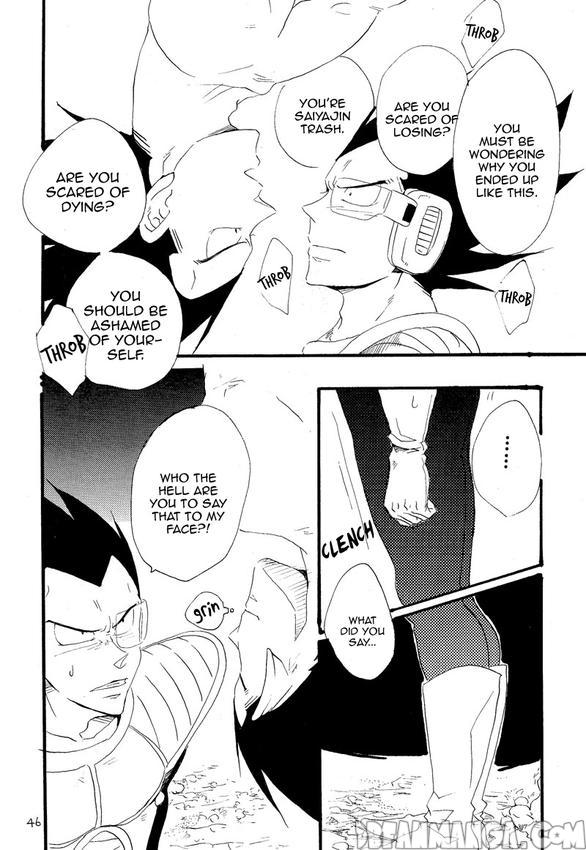 THROB
YOU MUST BE
WONDERING
WHY YOU
ENDED UP
LIKE THIS.
ARE YOU
SCARED OF
LOSING?
YOU'RE
SAIYAJIN
TRASH.
ARE YOU
SCARED OF
DYING?
THROB
THROB
YOU
SHOULD BE
ASHAMED
OF YOUR-
SELF.
THROB
......
CLENCH
WHAT
DID YOU
SAY...
WHO THE
HELL ARE
YOU TO SAY
THAT TO MY
FACE?!
grin
46